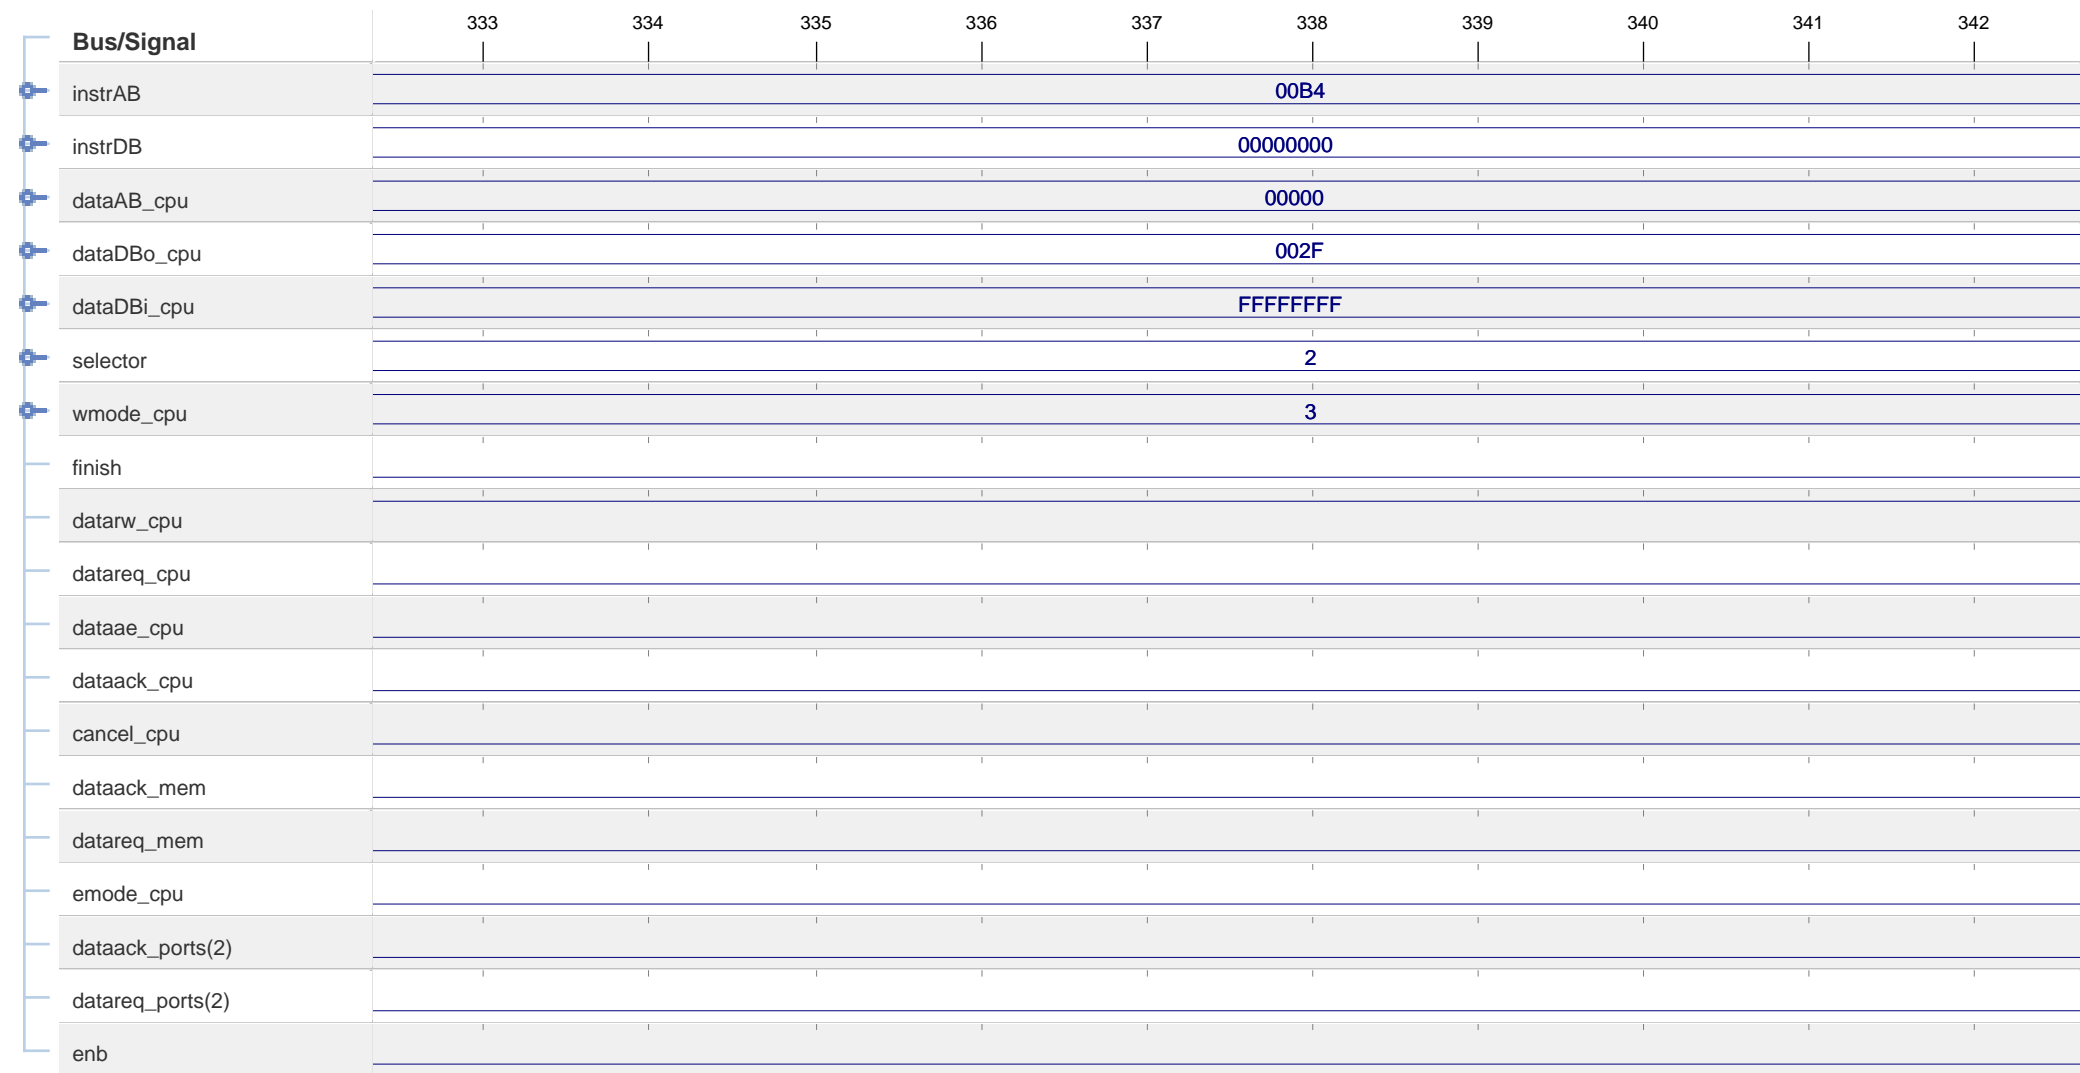 333 334 335 336 337 338 339 340 341 342
Bus/Signal
instrAB 00B4
instrDB 00000000
dataAB_cpu 00000
dataDBo_cpu 002F
dataDBi_cpu FFFFFFFF
selector 2
wmode_cpu 3
finish
datarw_cpu
datareq_cpu
dataae_cpu
dataack_cpu
cancel_cpu
dataack_mem
datareq_mem
emode_cpu
dataack_ports(2)
datareq_ports(2)
enb